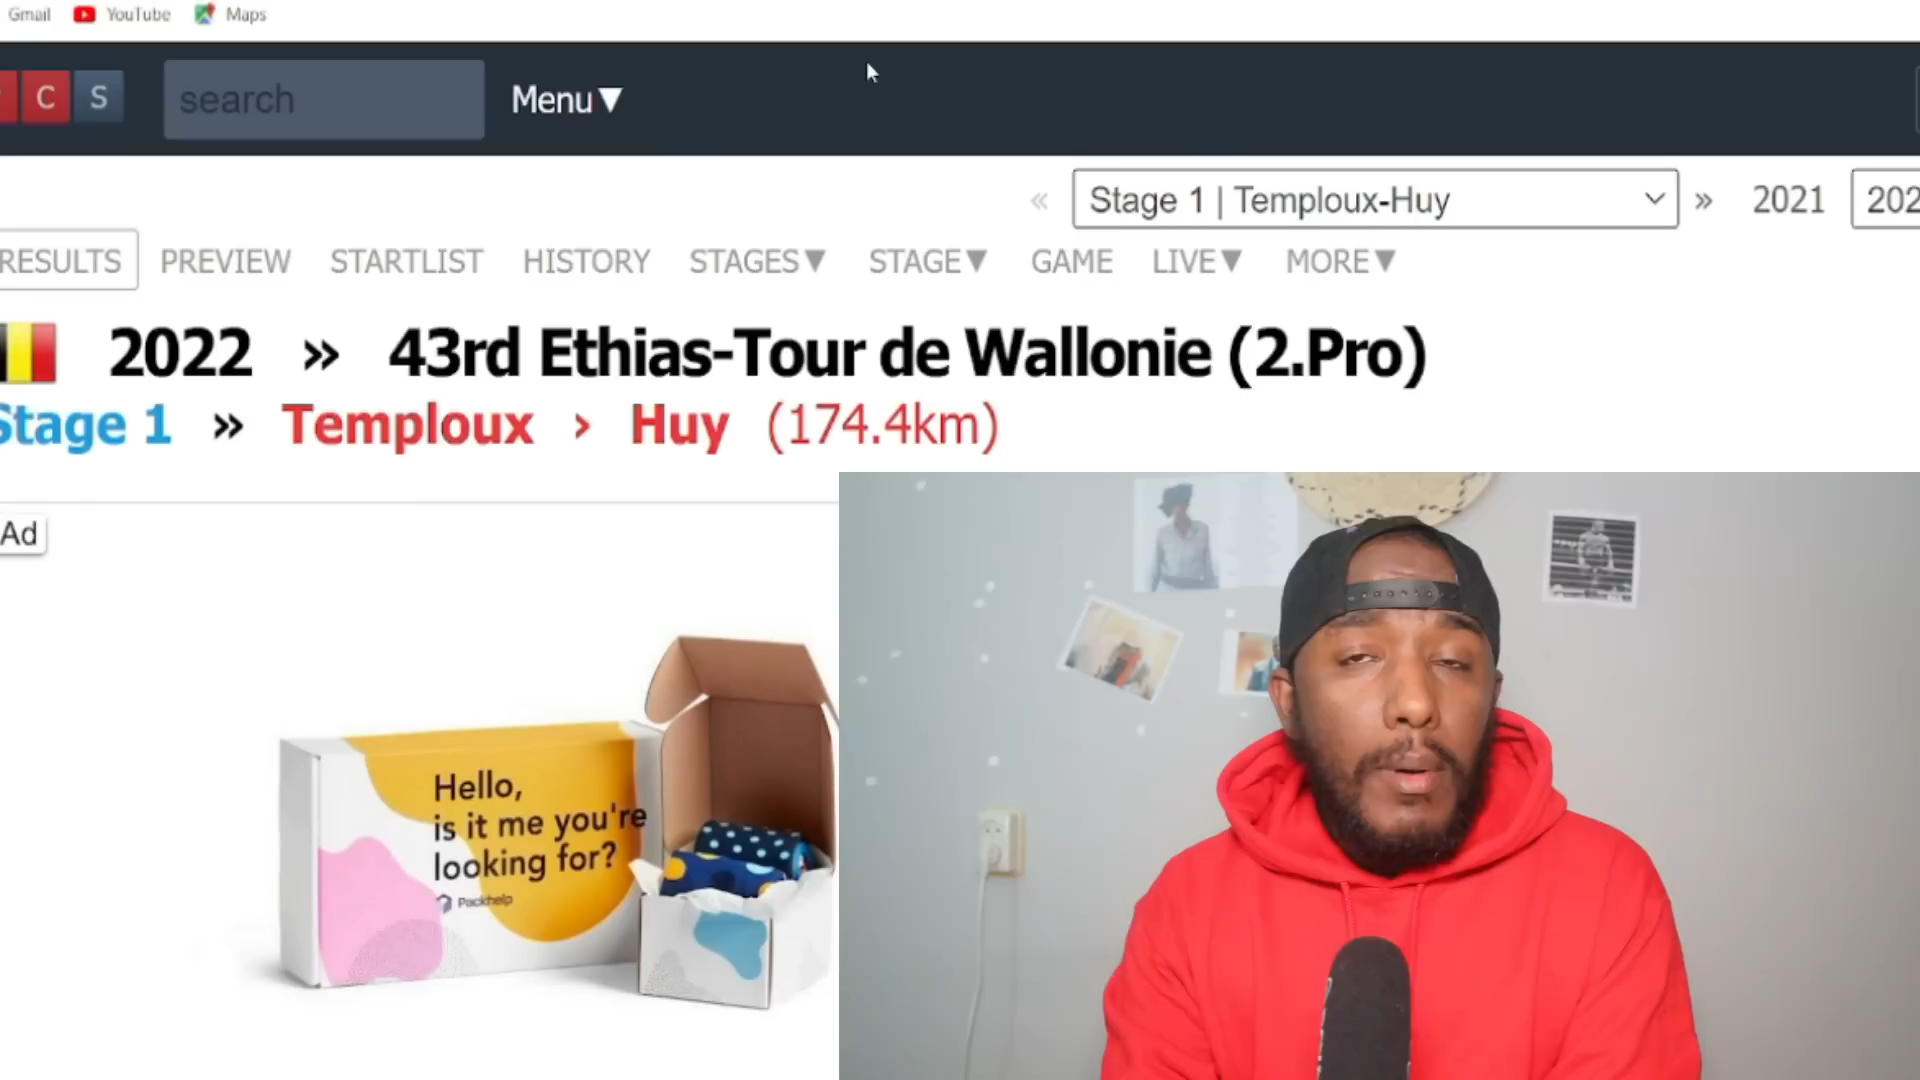 Gmail YouTube Maps
C S search Menu▼
« Stage 1 | Temploux-Huy » 2021 202
RESULTS PREVIEW STARTLIST HISTORY STAGES▼ STAGE▼ GAME LIVE▼ MORE▼
2022 » 43rd Ethias-Tour de Wallonie (2.Pro)
Stage 1 » Temploux › Huy (174.4km)
Ad
Hello,
is it me you're
looking for?
Packhelp